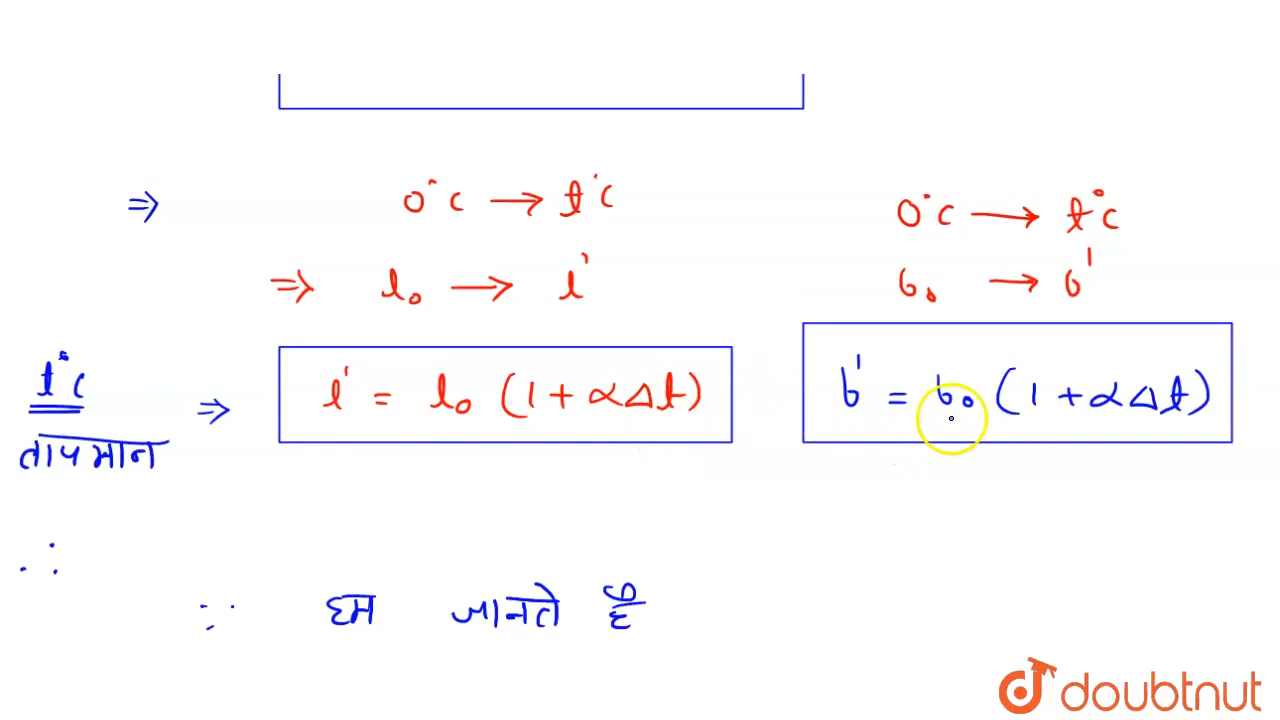 ⇒ 0°C → t°C 0°C → t°C
⇒ l₀ → l' b₀ → b'
t°C
तापमान
⇒ l' = l₀ (1 + αΔt) b' = b₀ (1 + αΔt)
∴
∵ हम जानते हैं
doubtnut